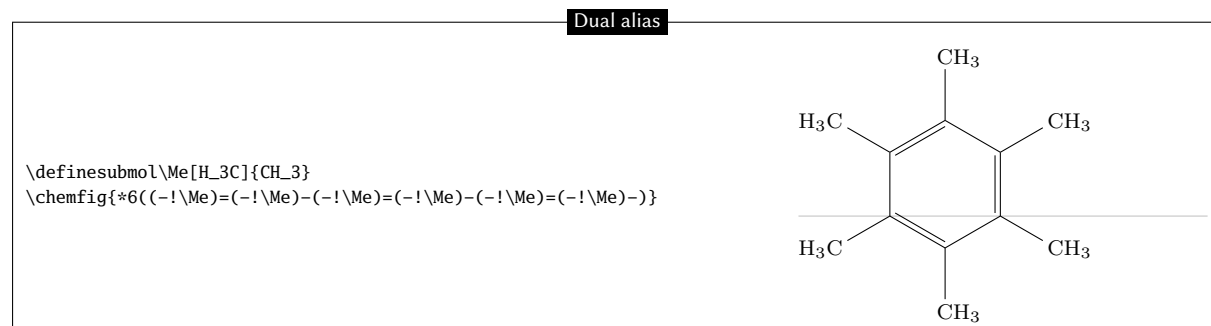 Dual alias
\definesubmol\Me[H_3C]{CH_3}
\chemfig{*6((-!\Me)=(-!\Me)-(-!\Me)=(-!\Me)-(-!\Me)=(-!\Me)-)}
CH₃
H₃C CH₃
H₃C CH₃
CH₃